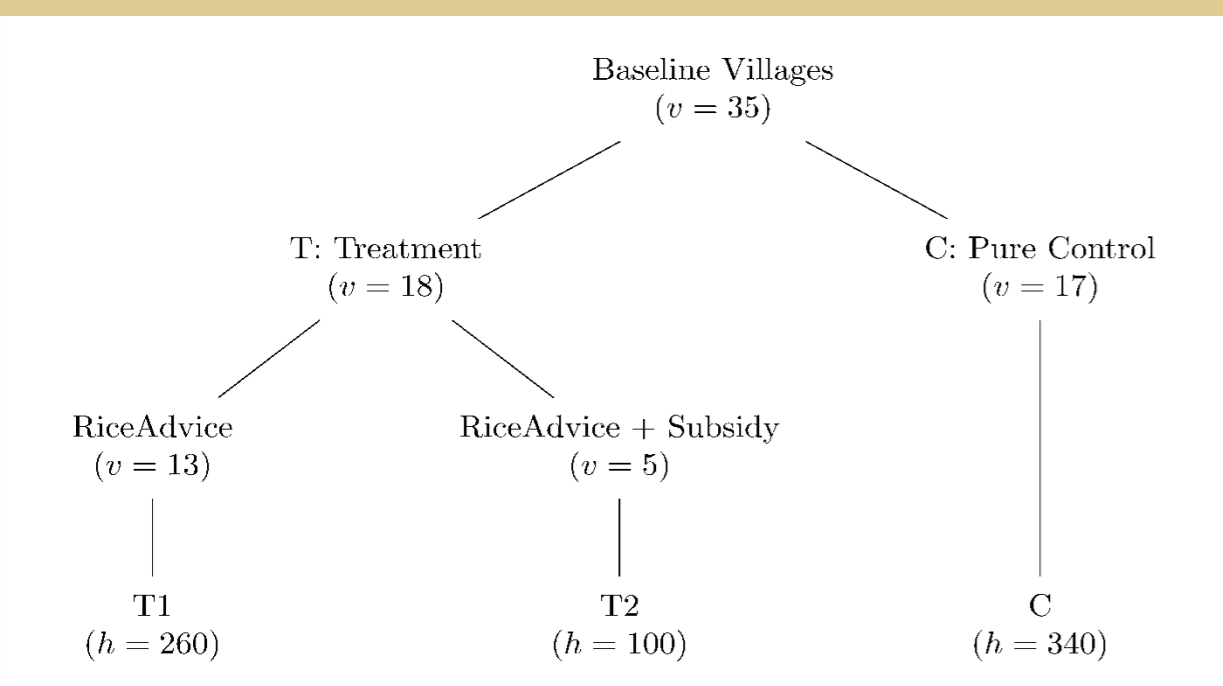 Baseline Villages
(v = 35)
T: Treatment
(v = 18)
C: Pure Control
(v = 17)
RiceAdvice
(v = 13)
RiceAdvice + Subsidy
(v = 5)
T1
(h = 260)
T2
(h = 100)
C
(h = 340)